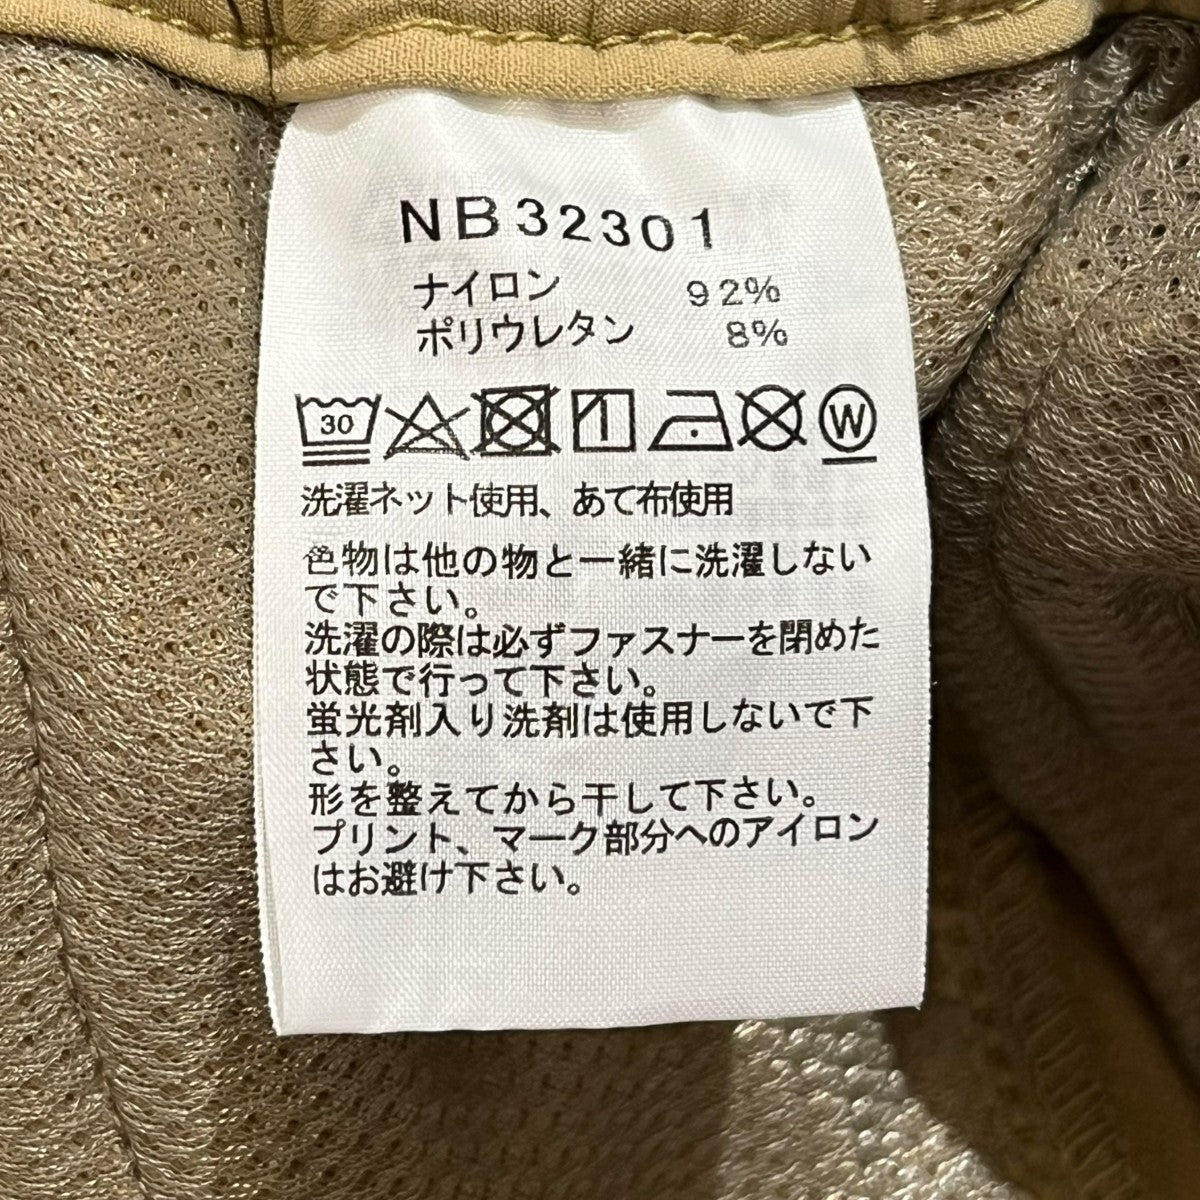 NB32301
ナイロン 92%
ポリウレタン 8%
30 W
洗濯ネット使用、あて布使用
色物は他の物と一緒に洗濯しない
で下さい。
洗濯の際は必ずファスナーを閉めた
状態で行って下さい。
蛍光剤入り洗剤は使用しないで下
さい。
形を整えてから干して下さい。
プリント、マーク部分へのアイロン
はお避け下さい。